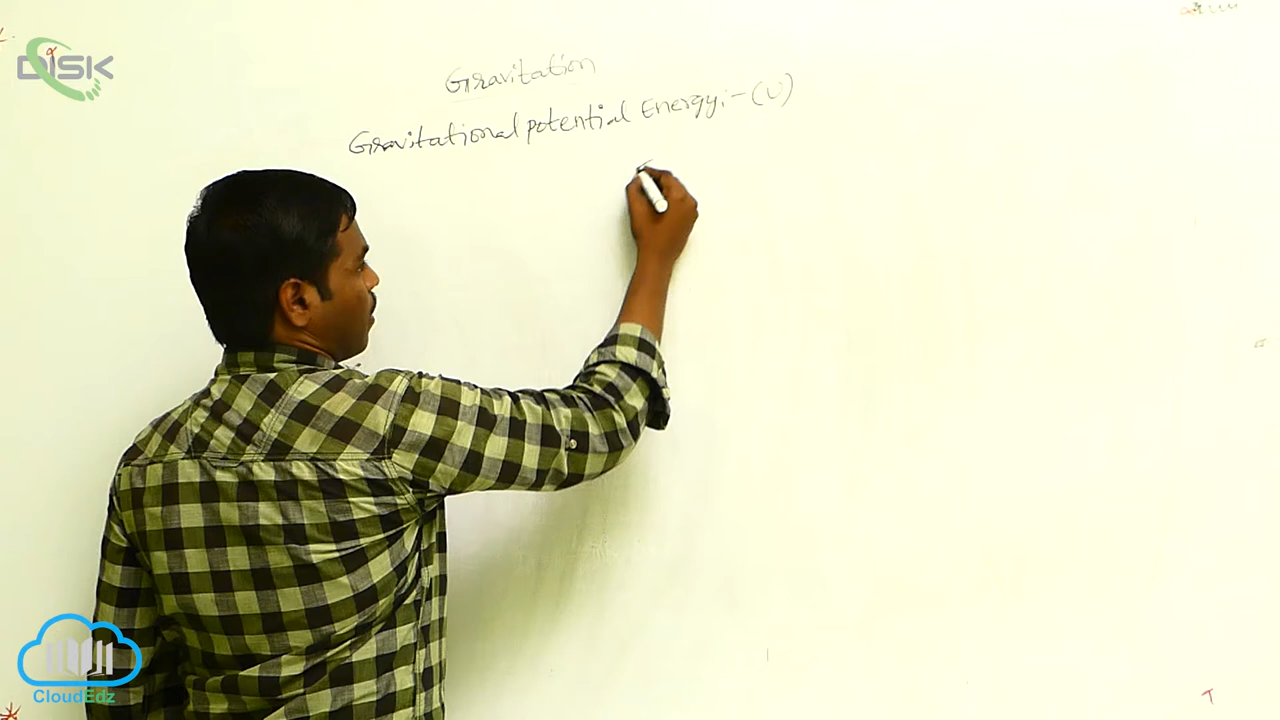 DISK
Gravitation
Gravitational potential Energy:- (U)
CloudEdz
T